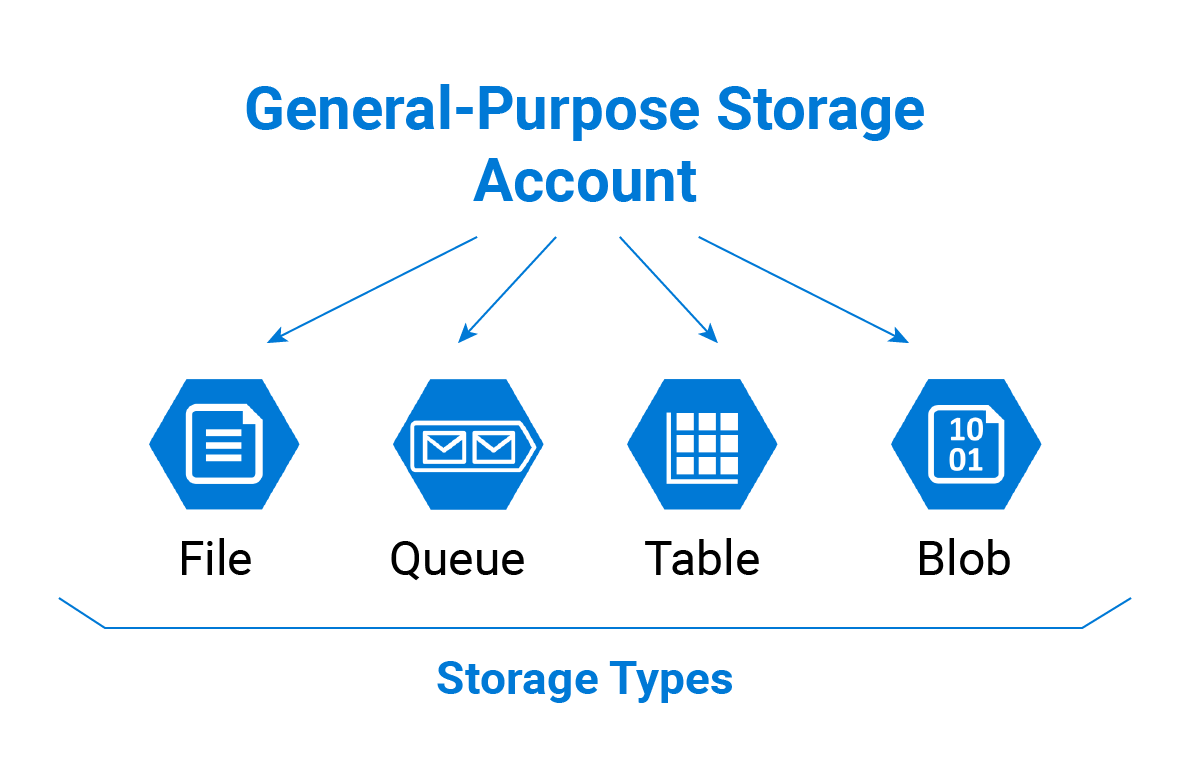 General-Purpose Storage
Account
10
01
File
Queue
Table
Blob
Storage Types